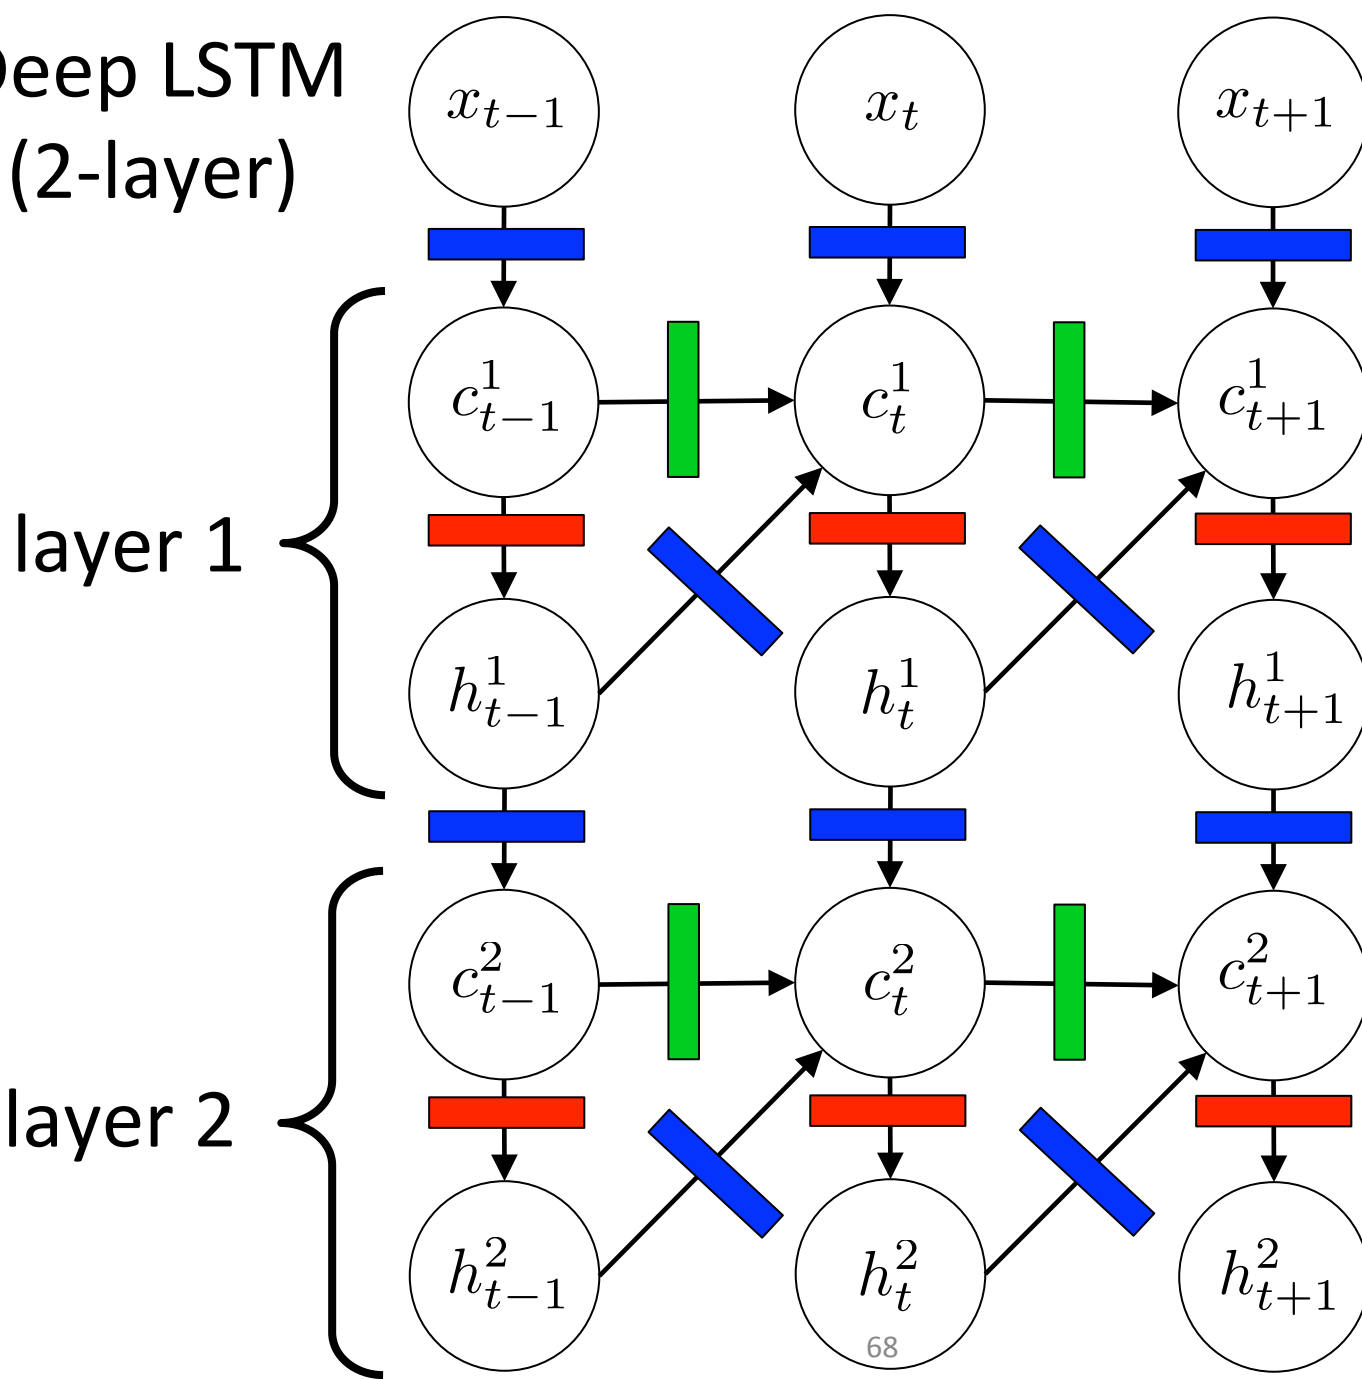 Deep LSTM
(2-layer)
x_{t-1} x_t x_{t+1}
c^1_{t-1} c^1_t c^1_{t+1}
layer 1
h^1_{t-1} h^1_t h^1_{t+1}
c^2_{t-1} c^2_t c^2_{t+1}
layer 2
h^2_{t-1} h^2_t h^2_{t+1}
68